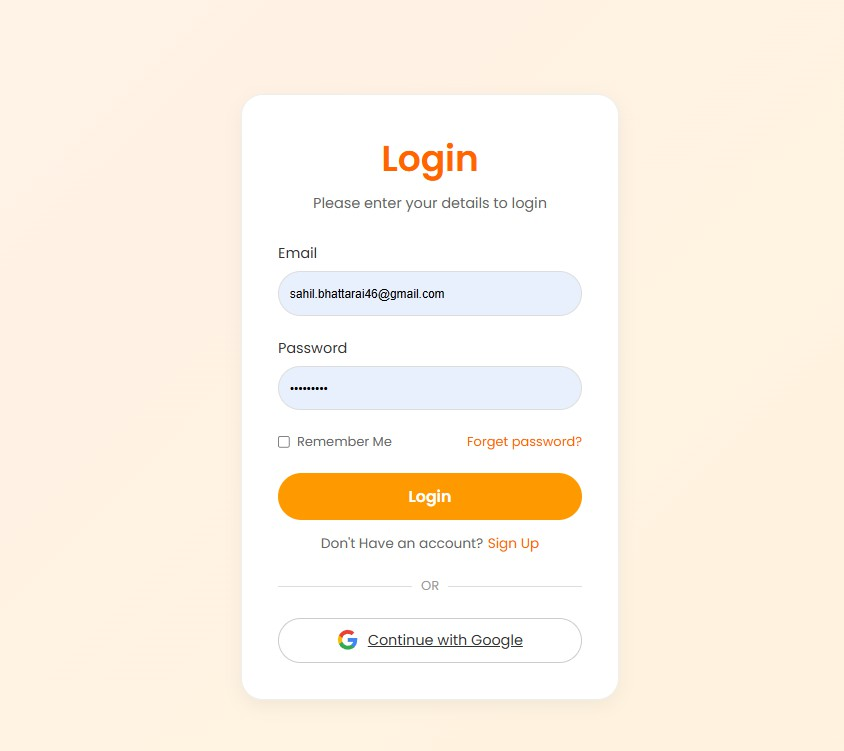 Login
Please enter your details to login
Email
sahil.bhattarai46@gmail.com
Password
•••••••••
Remember Me Forget password?
Login
Don't Have an account? Sign Up
OR
Continue with Google